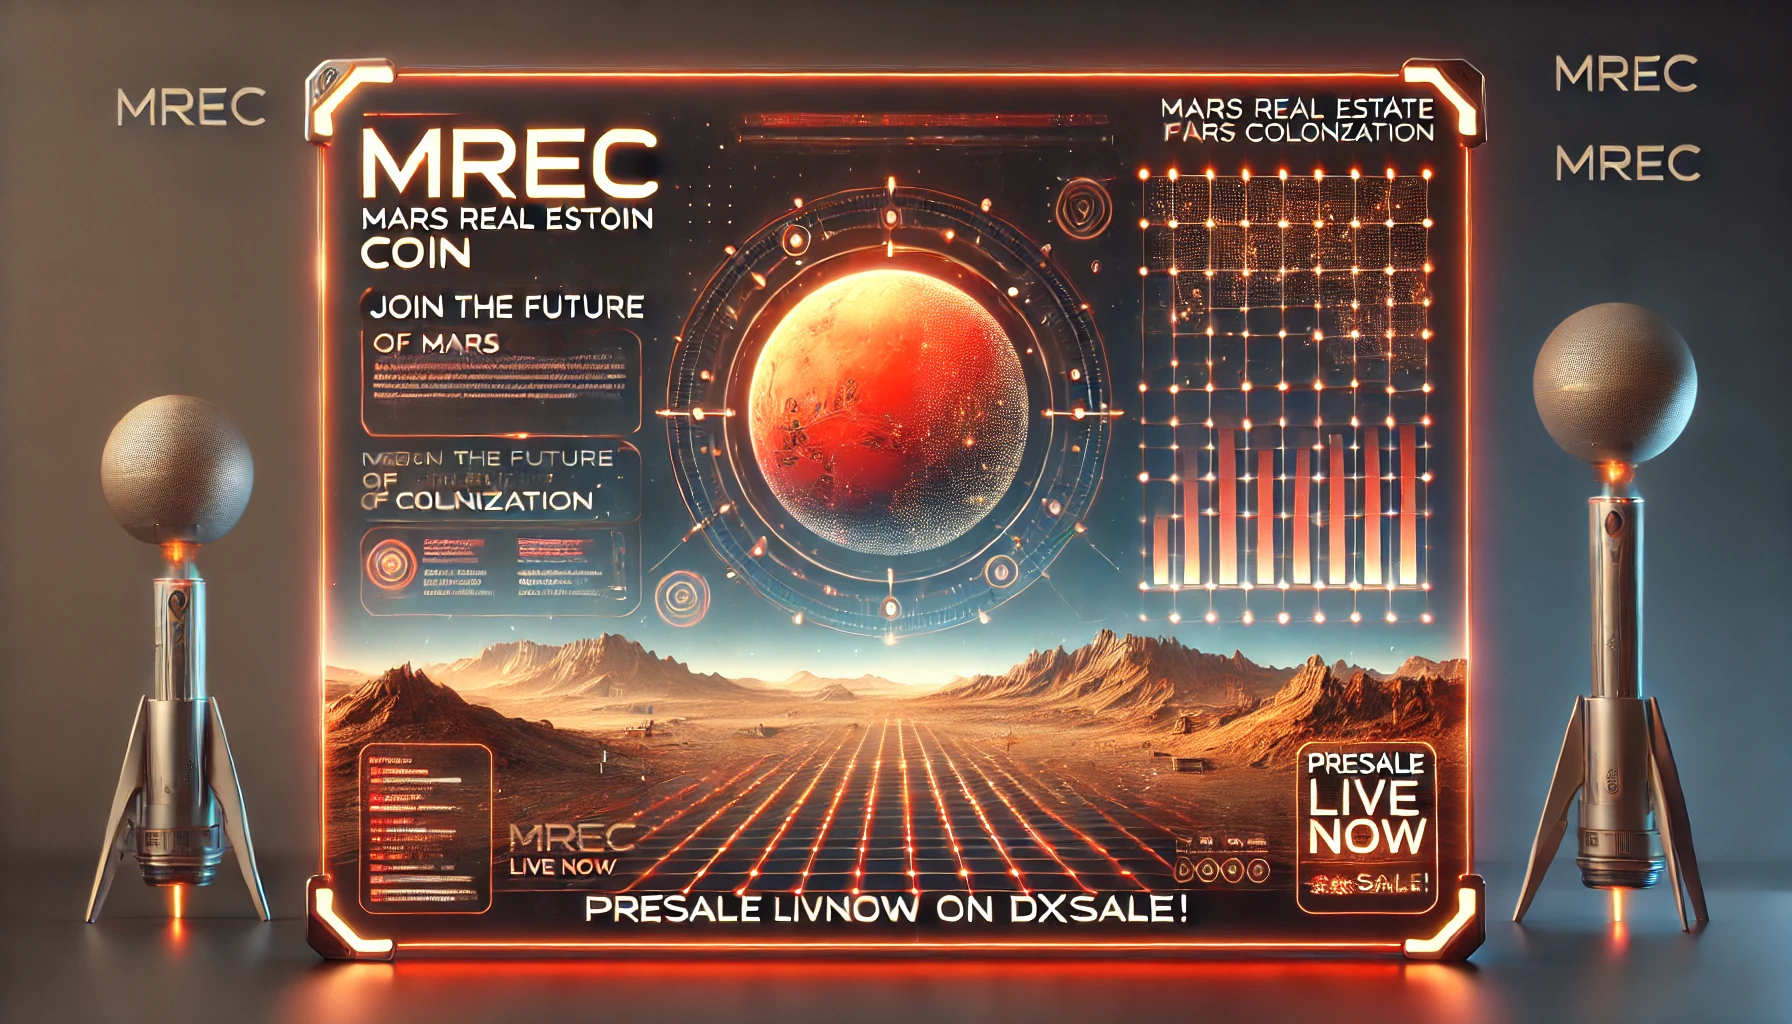 MREC
MREC
MREC
MREC
MARS REAL ESTOIN
COIN
JOIN THE FUTURE
OF MARS
THE FUTURE
OF
OF COLNIZATION
MARS REAL ESTATE
FARS COLONZATION
MREC
LIVE NOW
PRESALE
LIVE
NOW
SALE!
PRESALE LIVNOW ON DXSALE!